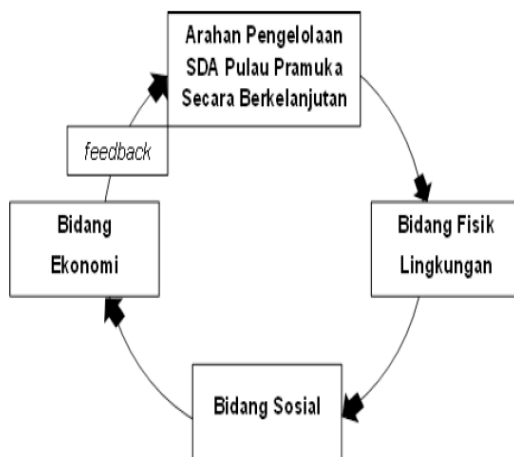 Arahan Pengelolaan
SDA Pulau Pramuka
Secara Berkelanjutan
feedback
Bidang
Ekonomi
Bidang Fisik
Lingkungan
Bidang Sosial